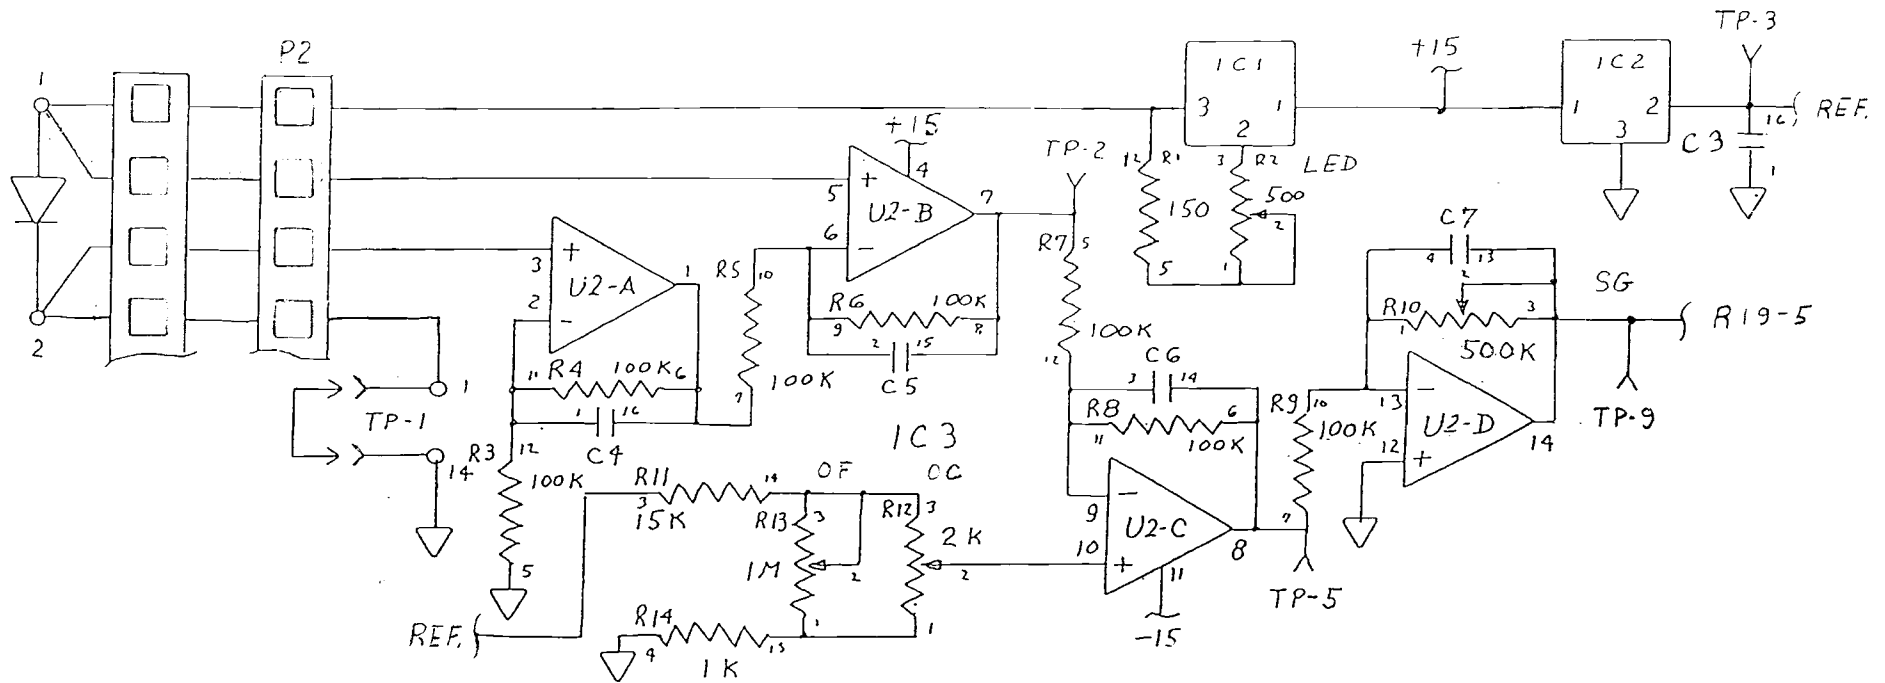 TP-3
P2
1
IC1
3 1
2
+15
IC2
1 2
3
16
REF.
C3
1
+15
4
TP-2
12 R1
3 R2
LED
5
+
U2-B
7
6
-
150
500
2
R7
5
C7
4 13
2
SG
+
3
U2-A
1
2
-
R5
10
R6
100K
9
8
2 15
C5
5
1
R10
1
3
500K
R19-5
2
11
R4
100K
6
1 16
C4
7
100K
100K
12
3
C6
14
1
TP-1
14
R3
12
100K
IC3
R8
6
11
100K
R9
10
100K
13
-
U2-D
12
+
14
TP-9
OF
OG
R11
3
14
15K
R13
3
R12
3
1M
2
2K
2
9
-
U2-C
10
+
8
7
11
5
TP-5
REF.
R14
4
13
1K
1
1
-15